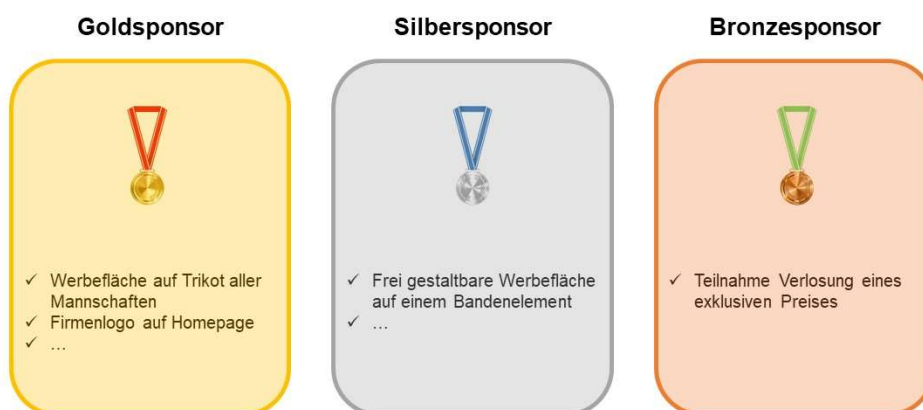 Goldsponsor
✓ Werbefläche auf Trikot aller
Mannschaften
✓ Firmenlogo auf Homepage
✓ …
Silbersponsor
✓ Frei gestaltbare Werbefläche
auf einem Bandenelement
✓ …
Bronzesponsor
✓ Teilnahme Verlosung eines
exklusiven Preises